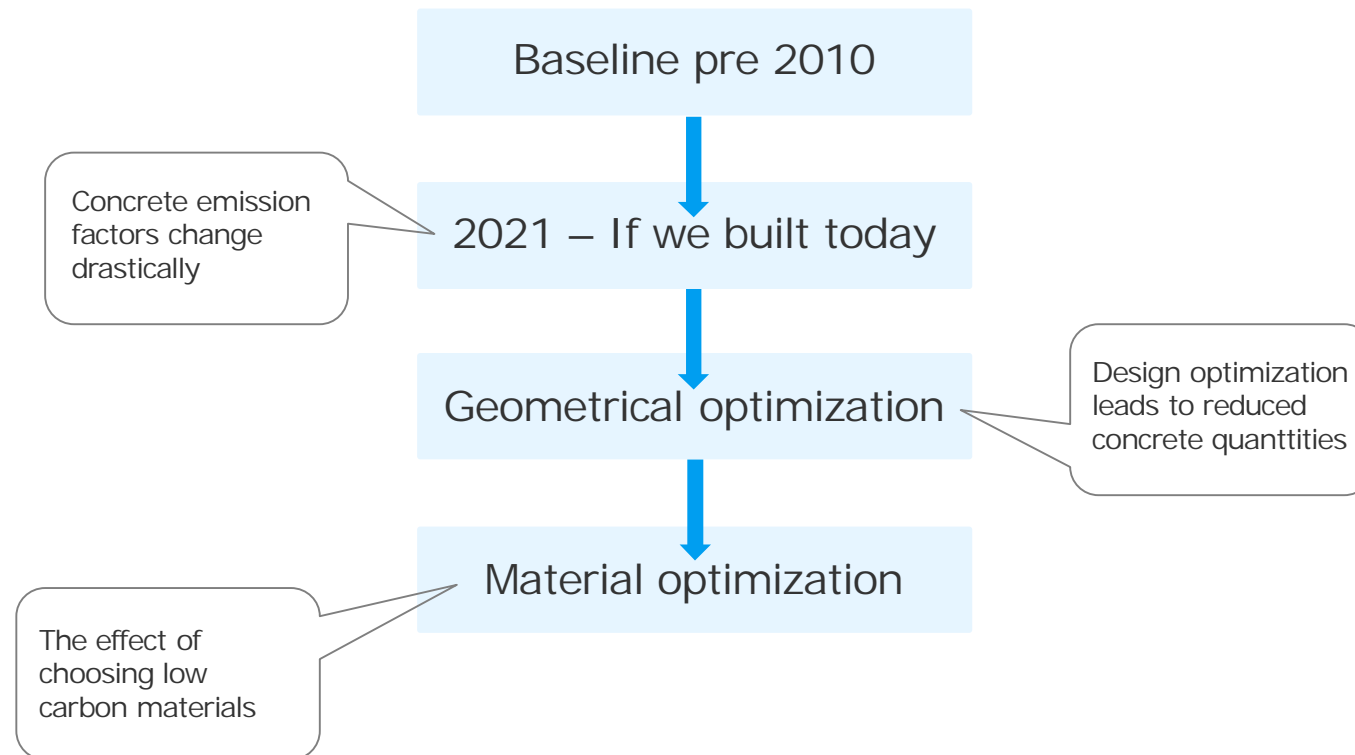 Baseline pre 2010
Concrete emission
factors change
drastically
2021 – If we built today
Geometrical optimization
Design optimization
leads to reduced
concrete quanttities
Material optimization
The effect of
choosing low
carbon materials